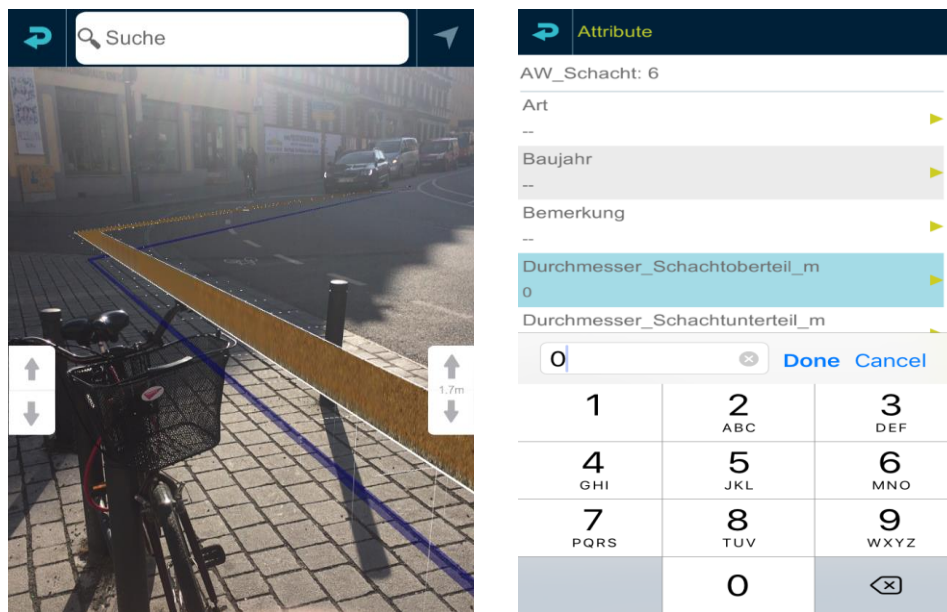 Suche
1.7m
Attribute
AW_Schacht: 6
Art
--
Baujahr
--
Bemerkung
--
Durchmesser_Schachtoberteil_m
0
Durchmesser_Schachtunterteil_m
0
Done Cancel
1
2
ABC
3
DEF
4
GHI
5
JKL
6
MNO
7
PQRS
8
TUV
9
WXYZ
0